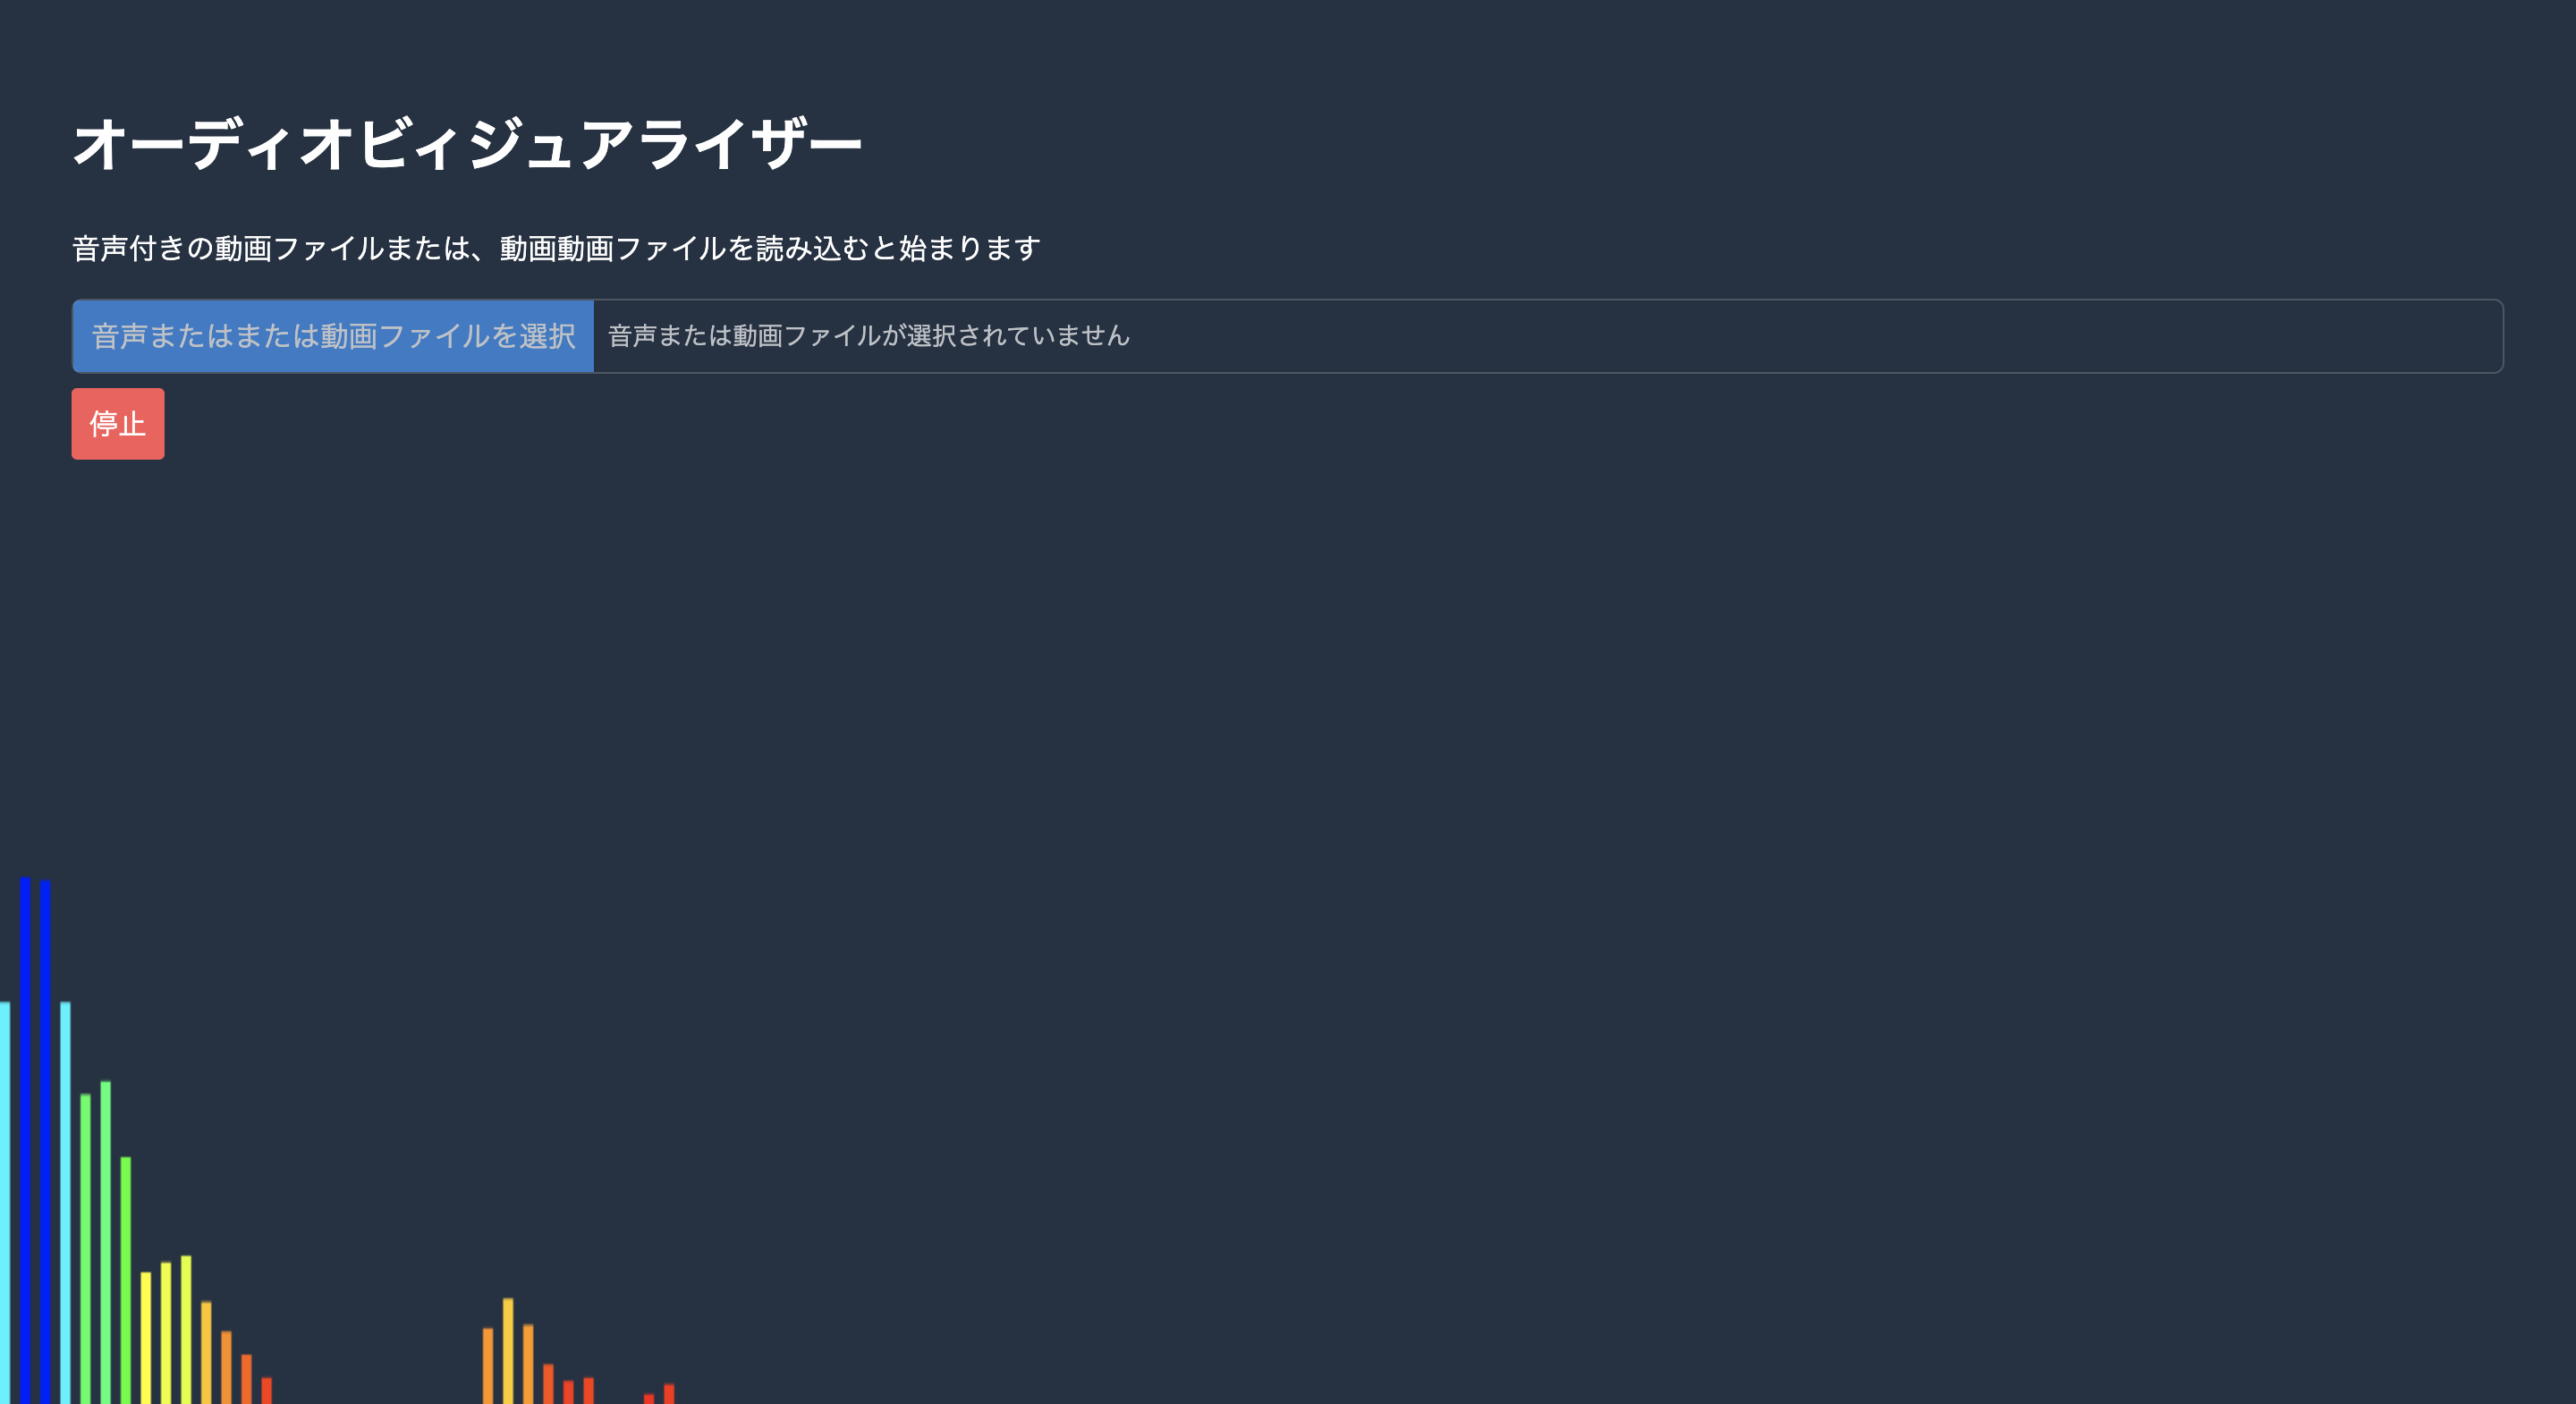 オーディオビィジュアライザー
音声付きの動画ファイルまたは、動画動画ファイルを読み込むと始まります
音声またはまたは動画ファイルを選択 音声または動画ファイルが選択されていません
停止